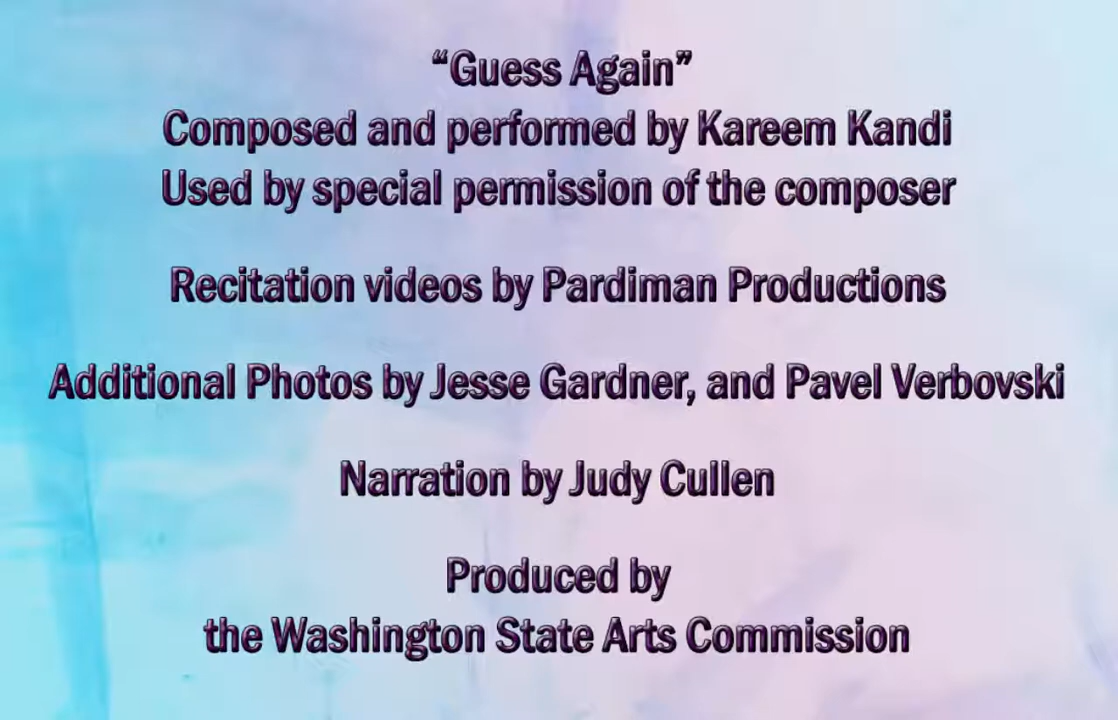 “Guess Again”
Composed and performed by Kareem Kandi
Used by special permission of the composer
Recitation videos by Pardiman Productions
Additional Photos by Jesse Gardner, and Pavel Verbovski
Narration by Judy Cullen
Produced by
the Washington State Arts Commission